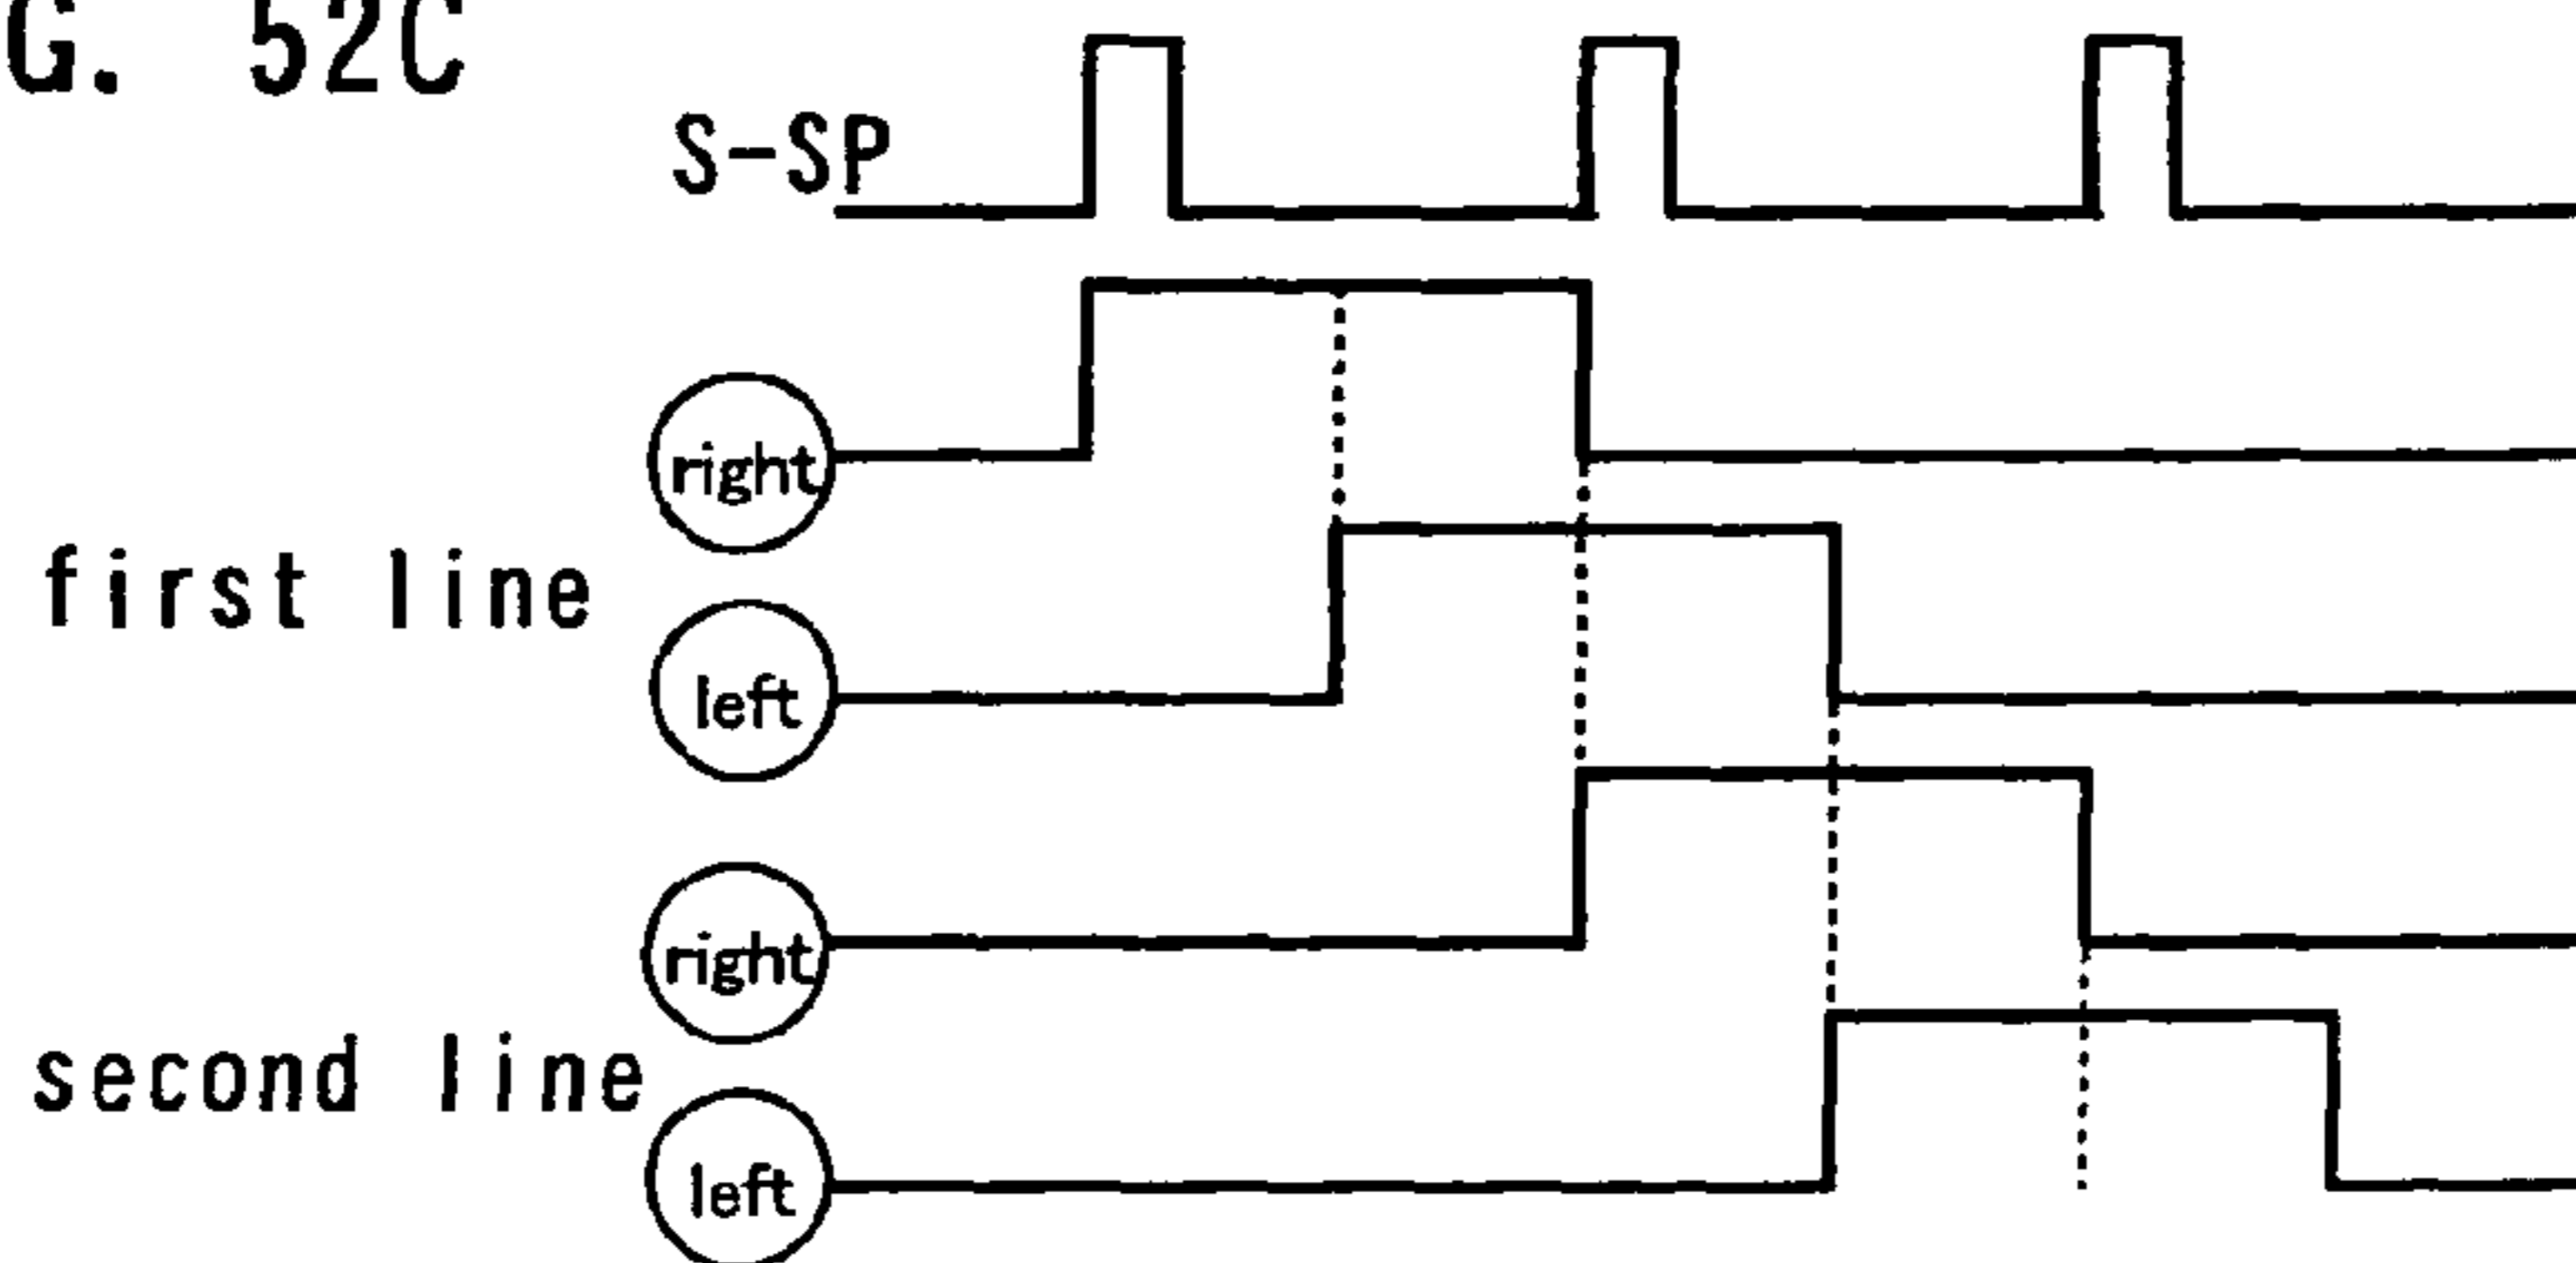 G. 52C
S-SP
right
first line
left
right
second line
left